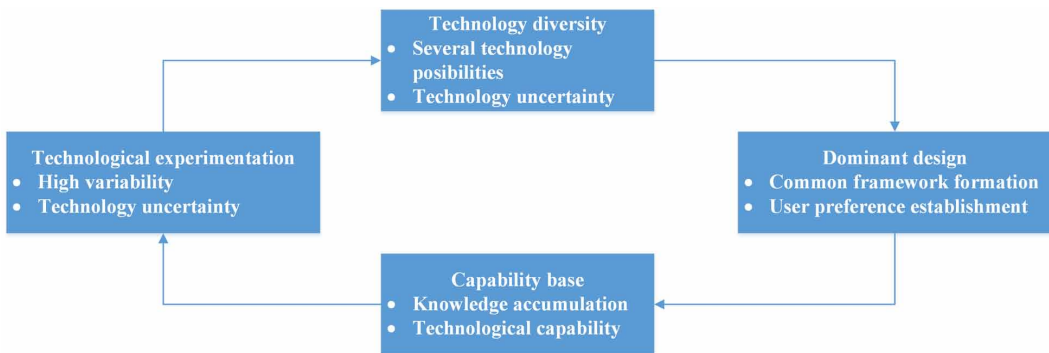 Technology diversity
• Several technology
posibilities
• Technology uncertainty
Technological experimentation
• High variability
• Technology uncertainty
Dominant design
• Common framework formation
• User preference establishment
Capability base
• Knowledge accumulation
• Technological capability